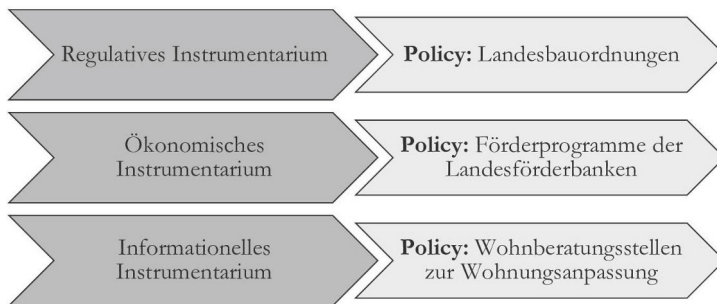 Regulatives Instrumentarium
Policy: Landesbauordnungen
Ökonomisches
Instrumentarium
Policy: Förderprogramme der
Landesförderbanken
Informationelles
Instrumentarium
Policy: Wohnberatungsstellen
zur Wohnungsanpassung